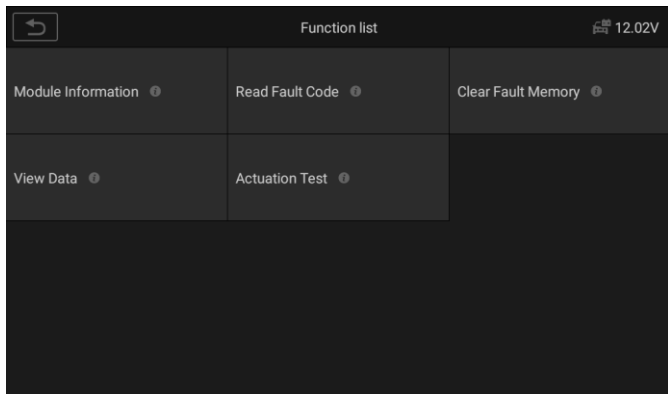 Function list
12.02V
Module Information
Read Fault Code
Clear Fault Memory
View Data
Actuation Test